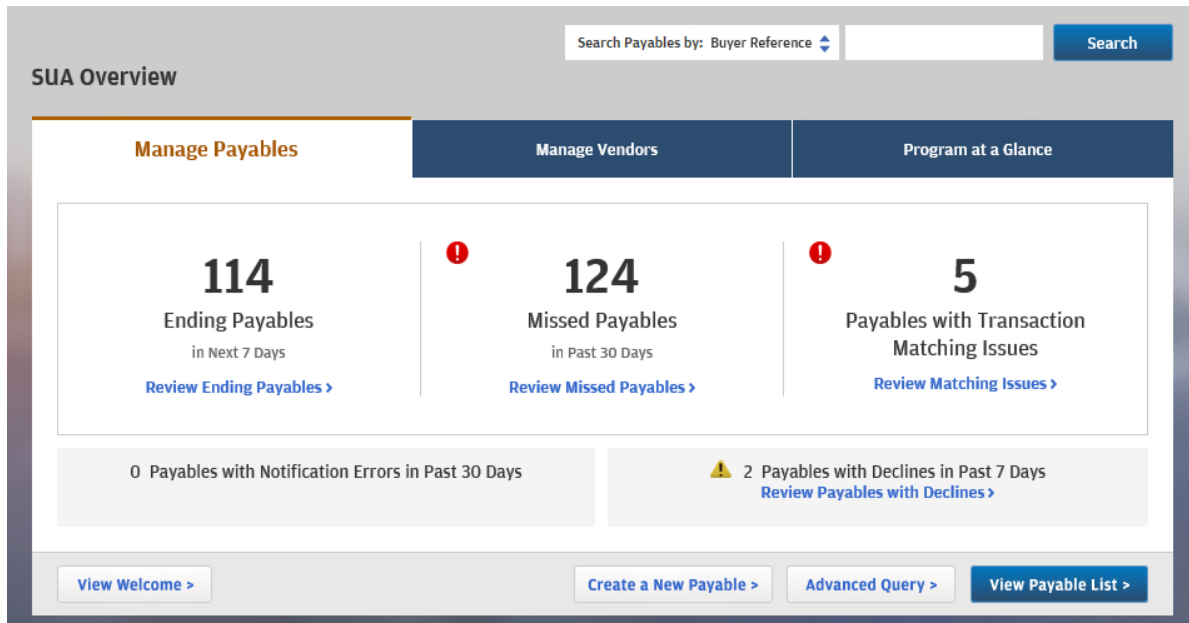 Search Payables by: Buyer Reference
Search
SUA Overview
Manage Payables
Manage Vendors
Program at a Glance
114
Ending Payables
in Next 7 Days
Review Ending Payables >
124
Missed Payables
in Past 30 Days
Review Missed Payables >
5
Payables with Transaction
Matching Issues
Review Matching Issues >
0 Payables with Notification Errors in Past 30 Days
2 Payables with Declines in Past 7 Days
Review Payables with Declines >
View Welcome >
Create a New Payable >
Advanced Query >
View Payable List >